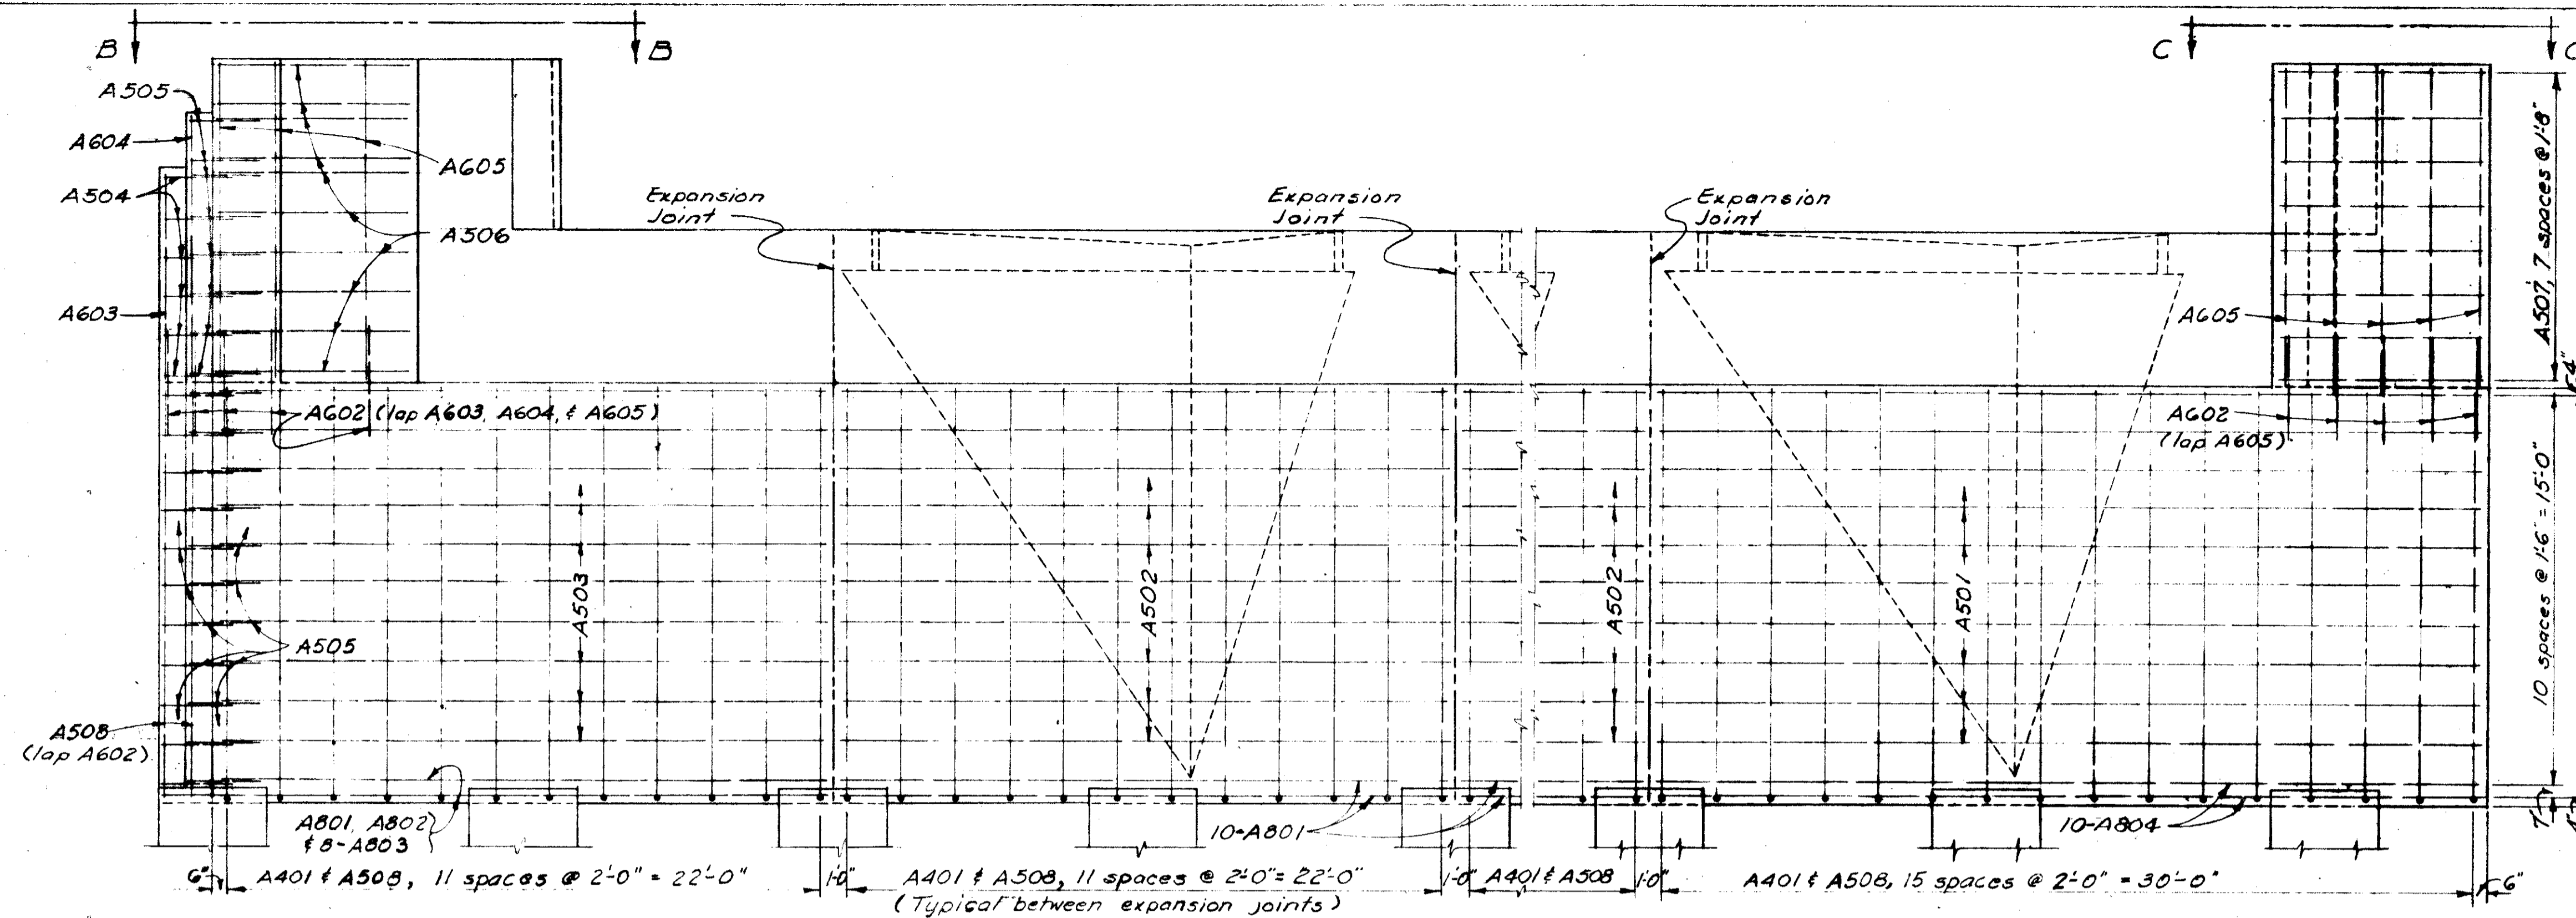 B B C C
A505
A604
A504
A603
A605
A506
Expansion
Joint
Expansion
Joint
Expansion
Joint
A605
A507, 7 spaces @ 1'-8"
A602 (lap A603, A604, & A605)
A602
(lap A605)
10 spaces @ 1'-6" = 15'-0"
A503
A502
A502
A501
A505
A508
(lap A602)
A801, A802
& 8-A803
10-A801
10-A804
6" A401 & A508, 11 spaces @ 2'-0" = 22'-0" 1'-0" A401 & A508, 11 spaces @ 2'-0" = 22'-0" 1'-0" A401 & A508 1'-0" A401 & A508, 15 spaces @ 2'-0" = 30'-0" 6"
(Typical between expansion joints)